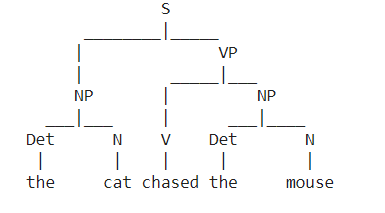 S
VP
NP NP
Det N V Det N
the cat chased the mouse